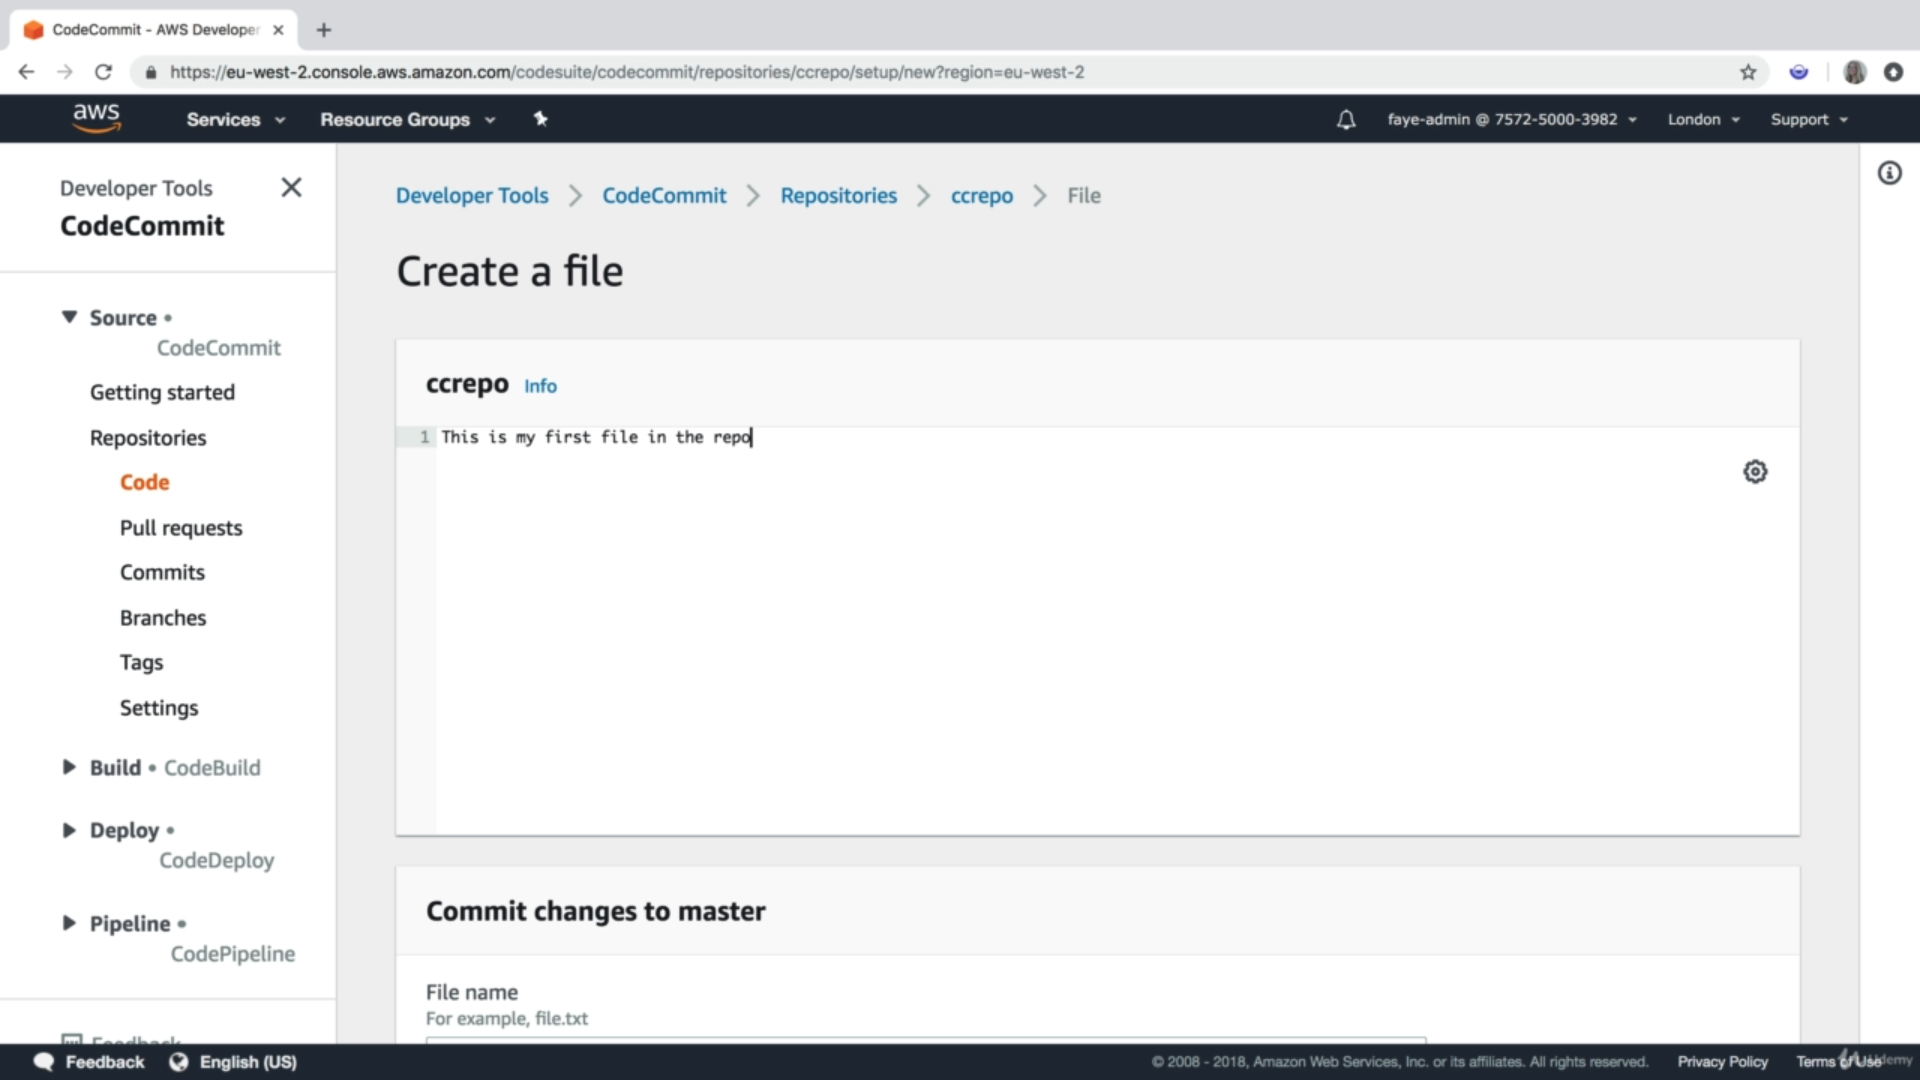 CodeCommit - AWS Developer
https://eu-west-2.console.aws.amazon.com/codesuite/codecommit/repositories/ccrepo/setup/new?region=eu-west-2
aws Services Resource Groups faye-admin @ 7572-5000-3982 London Support
Developer Tools
CodeCommit
Source •
CodeCommit
Getting started
Repositories
Code
Pull requests
Commits
Branches
Tags
Settings
Build • CodeBuild
Deploy •
CodeDeploy
Pipeline •
CodePipeline
Feedback
Developer Tools > CodeCommit > Repositories > ccrepo > File
Create a file
ccrepo Info
1 This is my first file in the repo
Commit changes to master
File name
For example, file.txt
Feedback English (US) © 2008 - 2018, Amazon Web Services, Inc. or its affiliates. All rights reserved. Privacy Policy Terms of Use